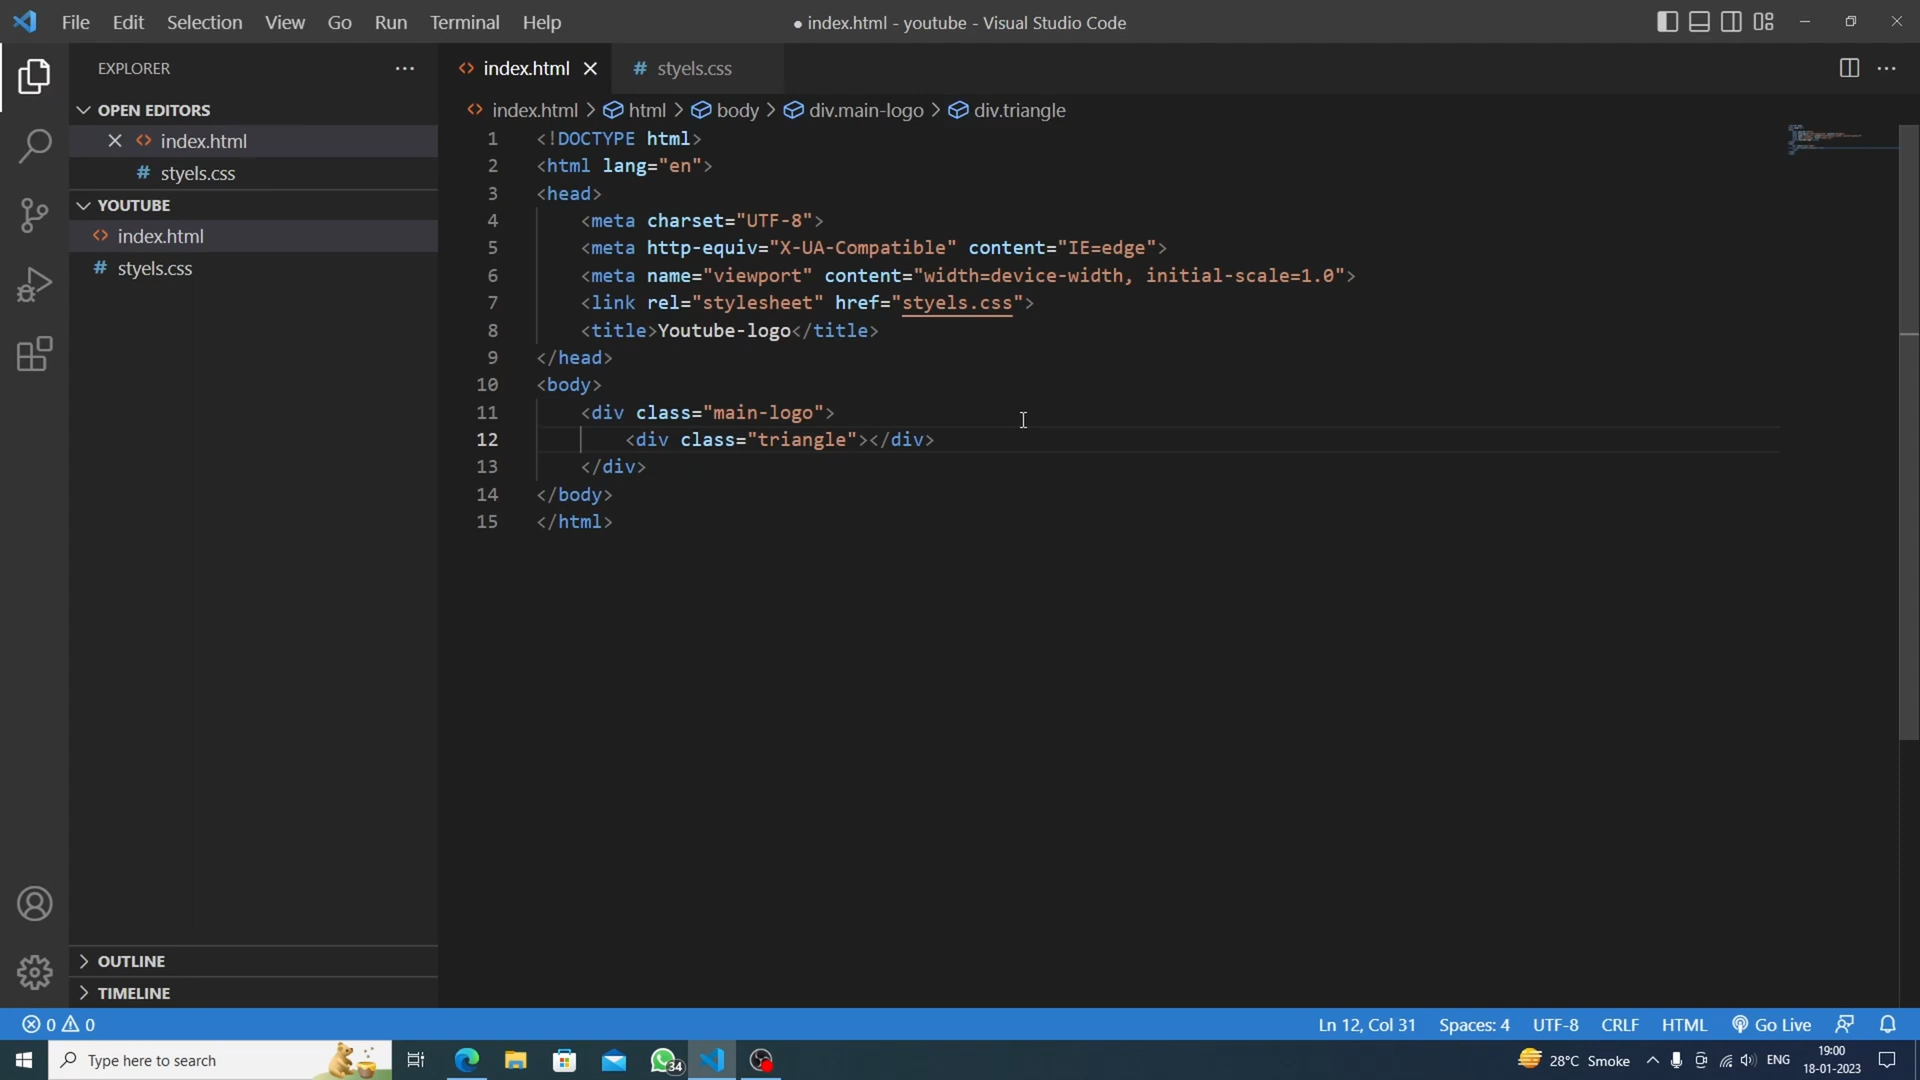 File Edit Selection View Go Run Terminal Help
● index.html - youtube - Visual Studio Code
EXPLORER
index.html
# styels.css
OPEN EDITORS
index.html > html > body > div.main-logo > div.triangle
index.html
# styels.css
YOUTUBE
index.html
# styels.css
1 <!DOCTYPE html>
2 <html lang="en">
3 <head>
4 <meta charset="UTF-8">
5 <meta http-equiv="X-UA-Compatible" content="IE=edge">
6 <meta name="viewport" content="width=device-width, initial-scale=1.0">
7 <link rel="stylesheet" href="styels.css">
8 <title>Youtube-logo</title>
9 </head>
10 <body>
11 <div class="main-logo">
12 <div class="triangle"></div>
13 </div>
14 </body>
15 </html>
OUTLINE
TIMELINE
0 0
Ln 12, Col 31 Spaces: 4 UTF-8 CRLF HTML Go Live
Type here to search
34
28°C Smoke
ENG
19:00
18-01-2023